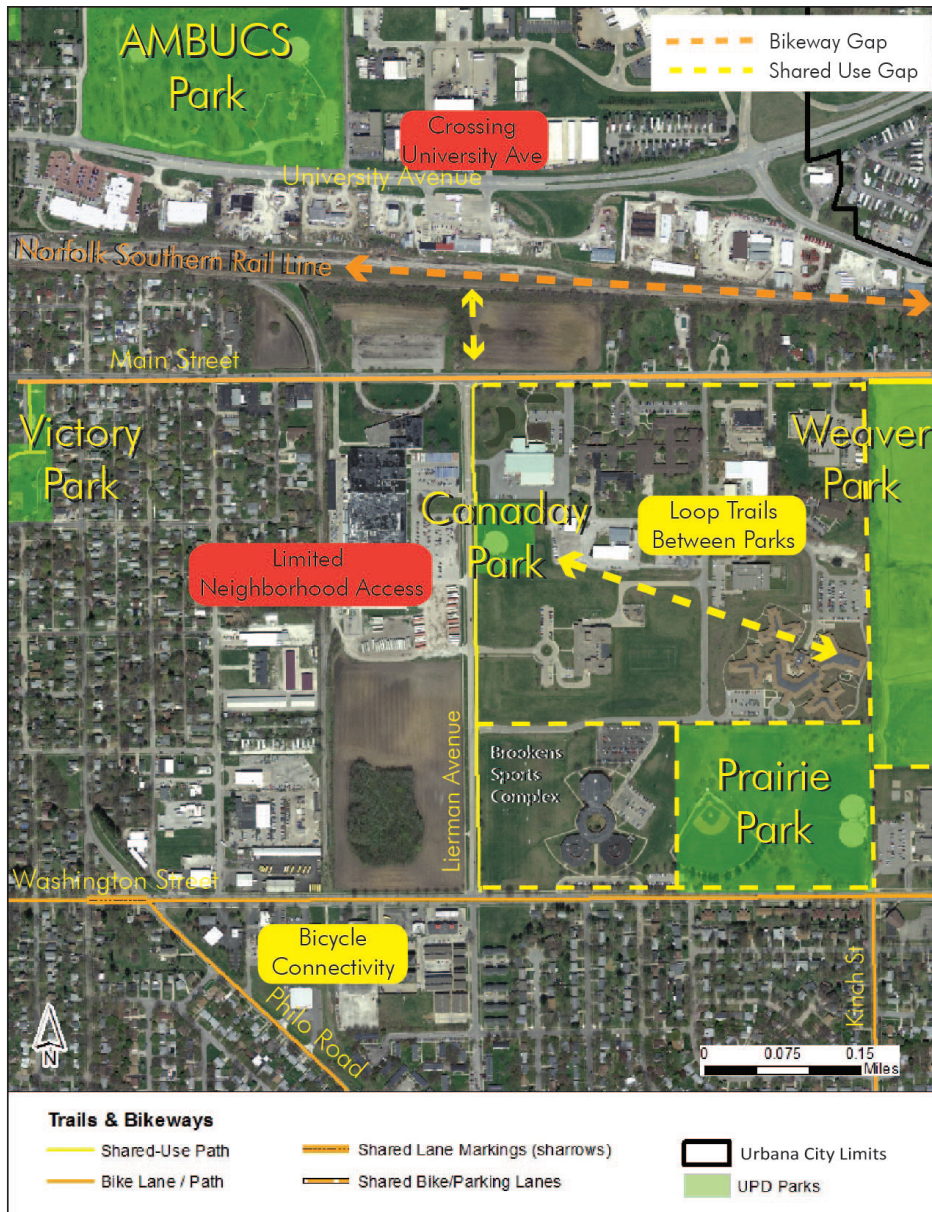 AMBUCS
Park
Bikeway Gap
Shared Use Gap
Crossing
University Ave
University Avenue
Norfolk Southern Rail Line
Main Street
Victory
Park
Weaver
Park
Canaday
Park
Loop Trails
Between Parks
Limited
Neighborhood Access
Lierman Avenue
Brookens
Sports
Complex
Prairie
Park
Washington Street
Bicycle
Connectivity
Philo Road
Kinch St
N
0 0.075 0.15
Miles
Trails & Bikeways
Shared-Use Path
Bike Lane / Path
Shared Lane Markings (sharrows)
Shared Bike/Parking Lanes
Urbana City Limits
UPD Parks